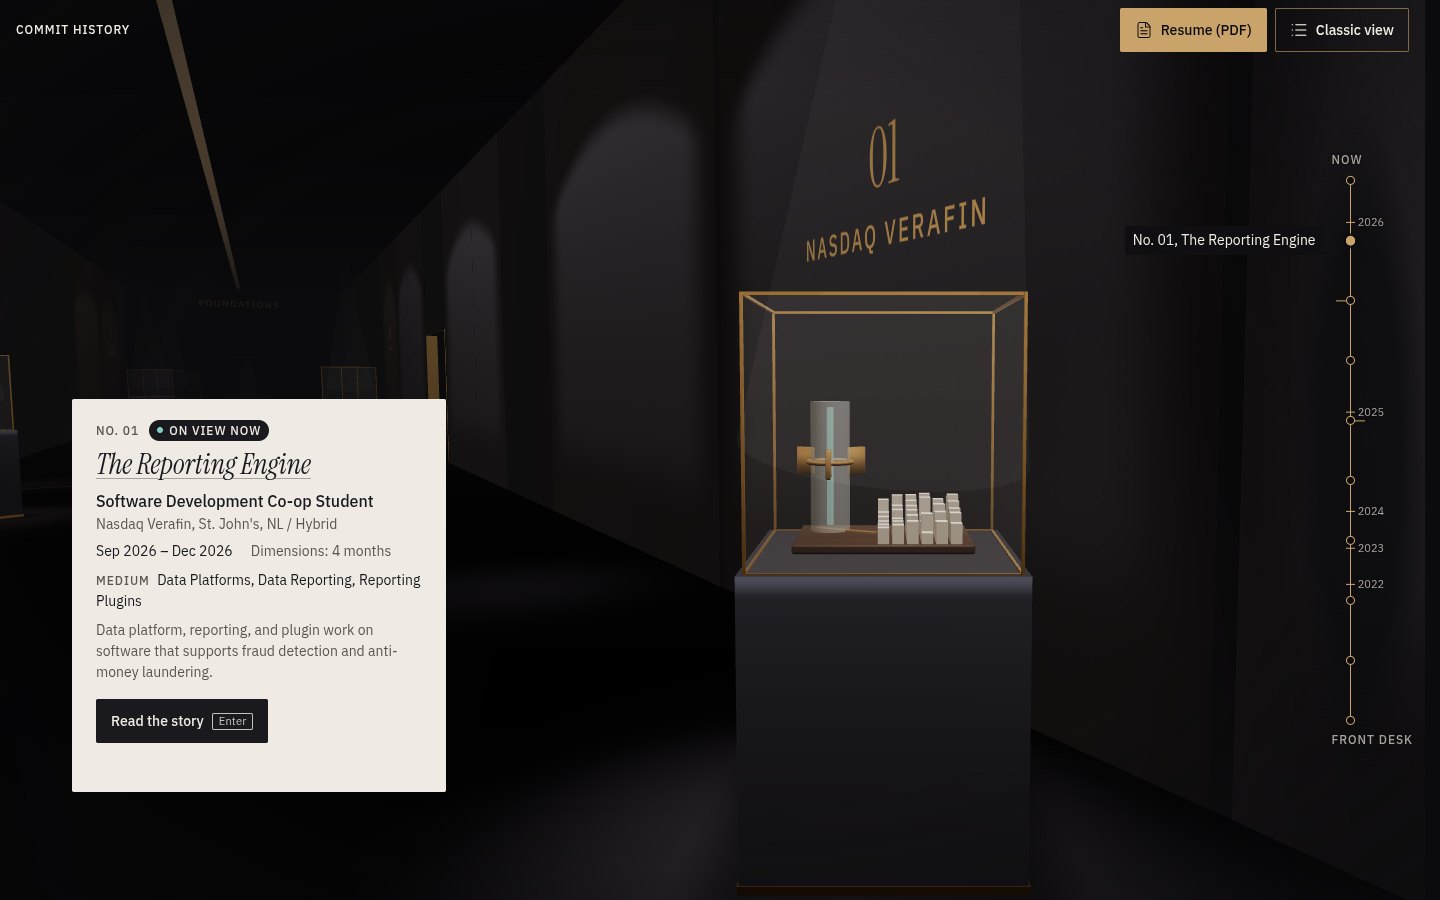 COMMIT HISTORY
Resume (PDF)
Classic view
01
NASDAQ VERAFIN
FOUNDATIONS
NOW
2026
No. 01, The Reporting Engine
2025
2024
2023
2022
FRONT DESK
NO. 01 ON VIEW NOW
The Reporting Engine
Software Development Co-op Student
Nasdaq Verafin, St. John's, NL / Hybrid
Sep 2026 – Dec 2026 Dimensions: 4 months
MEDIUM Data Platforms, Data Reporting, Reporting
Plugins
Data platform, reporting, and plugin work on
software that supports fraud detection and anti-
money laundering.
Read the story Enter